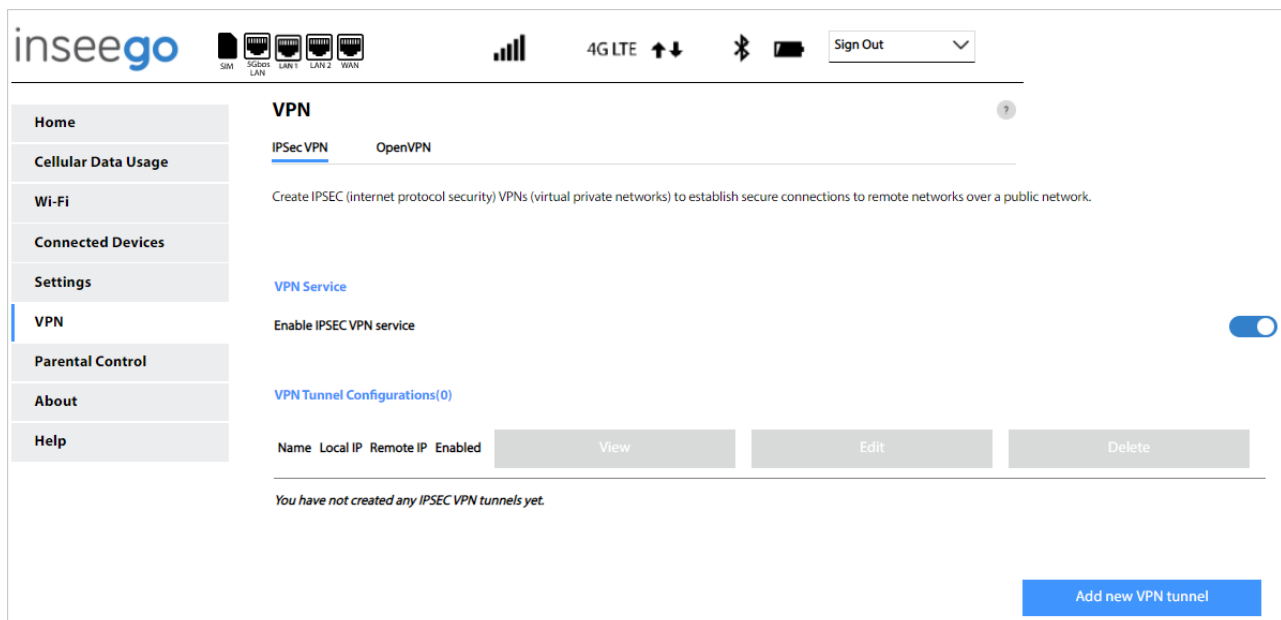 inseego
SIM
5Gbps
LAN
LAN 1
LAN 2
WAN
4G LTE
Sign Out
Home
Cellular Data Usage
Wi-Fi
Connected Devices
Settings
VPN
Parental Control
About
Help
VPN
?
IPSec VPN OpenVPN
Create IPSEC (internet protocol security) VPNs (virtual private networks) to establish secure connections to remote networks over a public network.
VPN Service
Enable IPSEC VPN service
VPN Tunnel Configurations(0)
Name Local IP Remote IP Enabled View Edit Delete
You have not created any IPSEC VPN tunnels yet.
Add new VPN tunnel